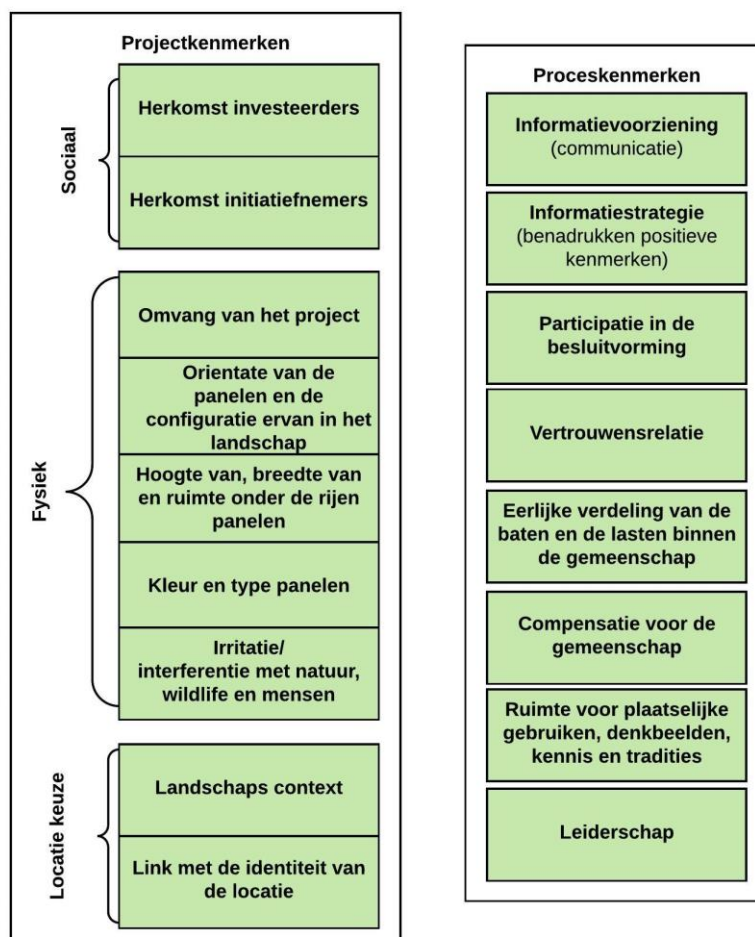 Projectkenmerken
Sociaal
Herkomst investeerders
Herkomst initiatiefnemers
Fysiek
Omvang van het project
Orientate van de
panelen en de
configuratie ervan in het
landschap
Hoogte van, breedte van
en ruimte onder de rijen
panelen
Kleur en type panelen
Irritatie/
interferentie met natuur,
wildlife en mensen
Locatie keuze
Landschaps context
Link met de identiteit van
de locatie
Proceskenmerken
Informatievoorziening
(communicatie)
Informatiestrategie
(benadrukken positieve
kenmerken)
Participatie in de
besluitvorming
Vertrouwensrelatie
Eerlijke verdeling van de
baten en de lasten binnen
de gemeenschap
Compensatie voor de
gemeenschap
Ruimte voor plaatselijke
gebruiken, denkbeelden,
kennis en tradities
Leiderschap